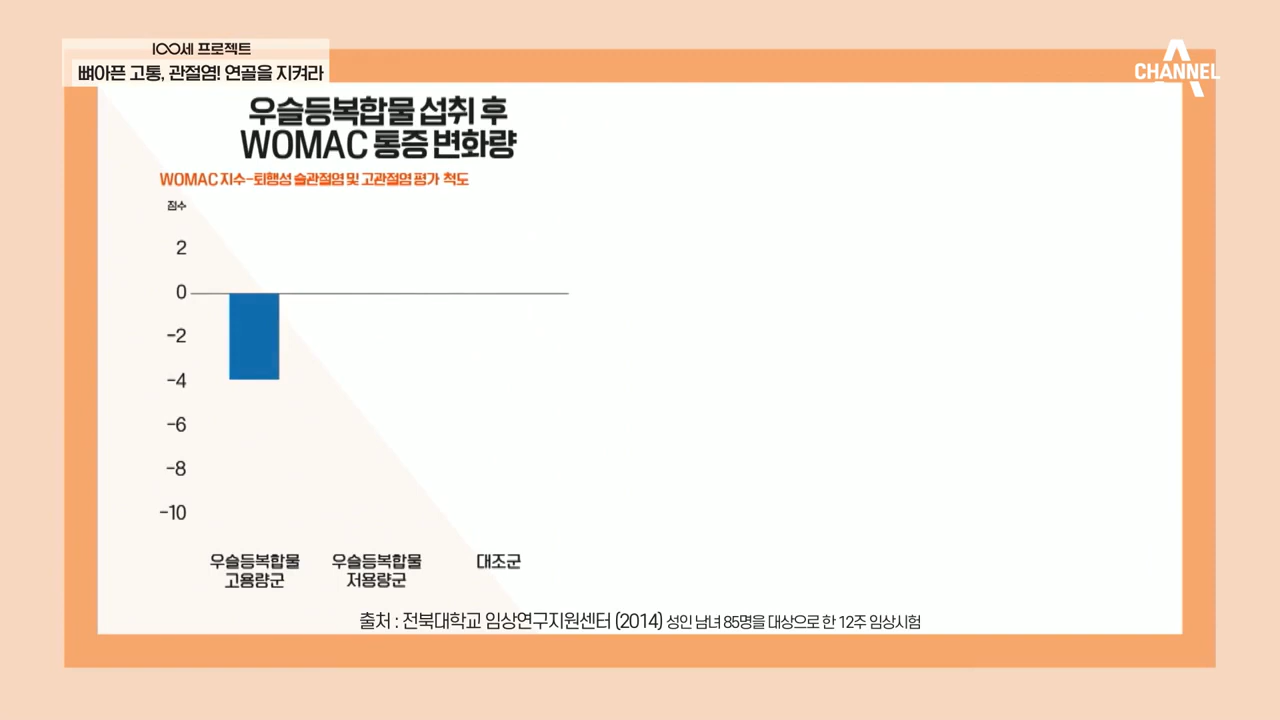 100세 프로젝트
뼈아픈 고통, 관절염! 연골을 지켜라
CHANNEL A
우슬등복합물 섭취 후
WOMAC 통증 변화량
WOMAC 지수-퇴행성 슬관절염 및 고관절염 평가 척도
점수
2
0
-2
-4
-6
-8
-10
우슬등복합물
고용량군
우슬등복합물
저용량군
대조군
출처 : 전북대학교 임상연구지원센터 (2014) 성인 남녀 85명을 대상으로 한 12주 임상시험